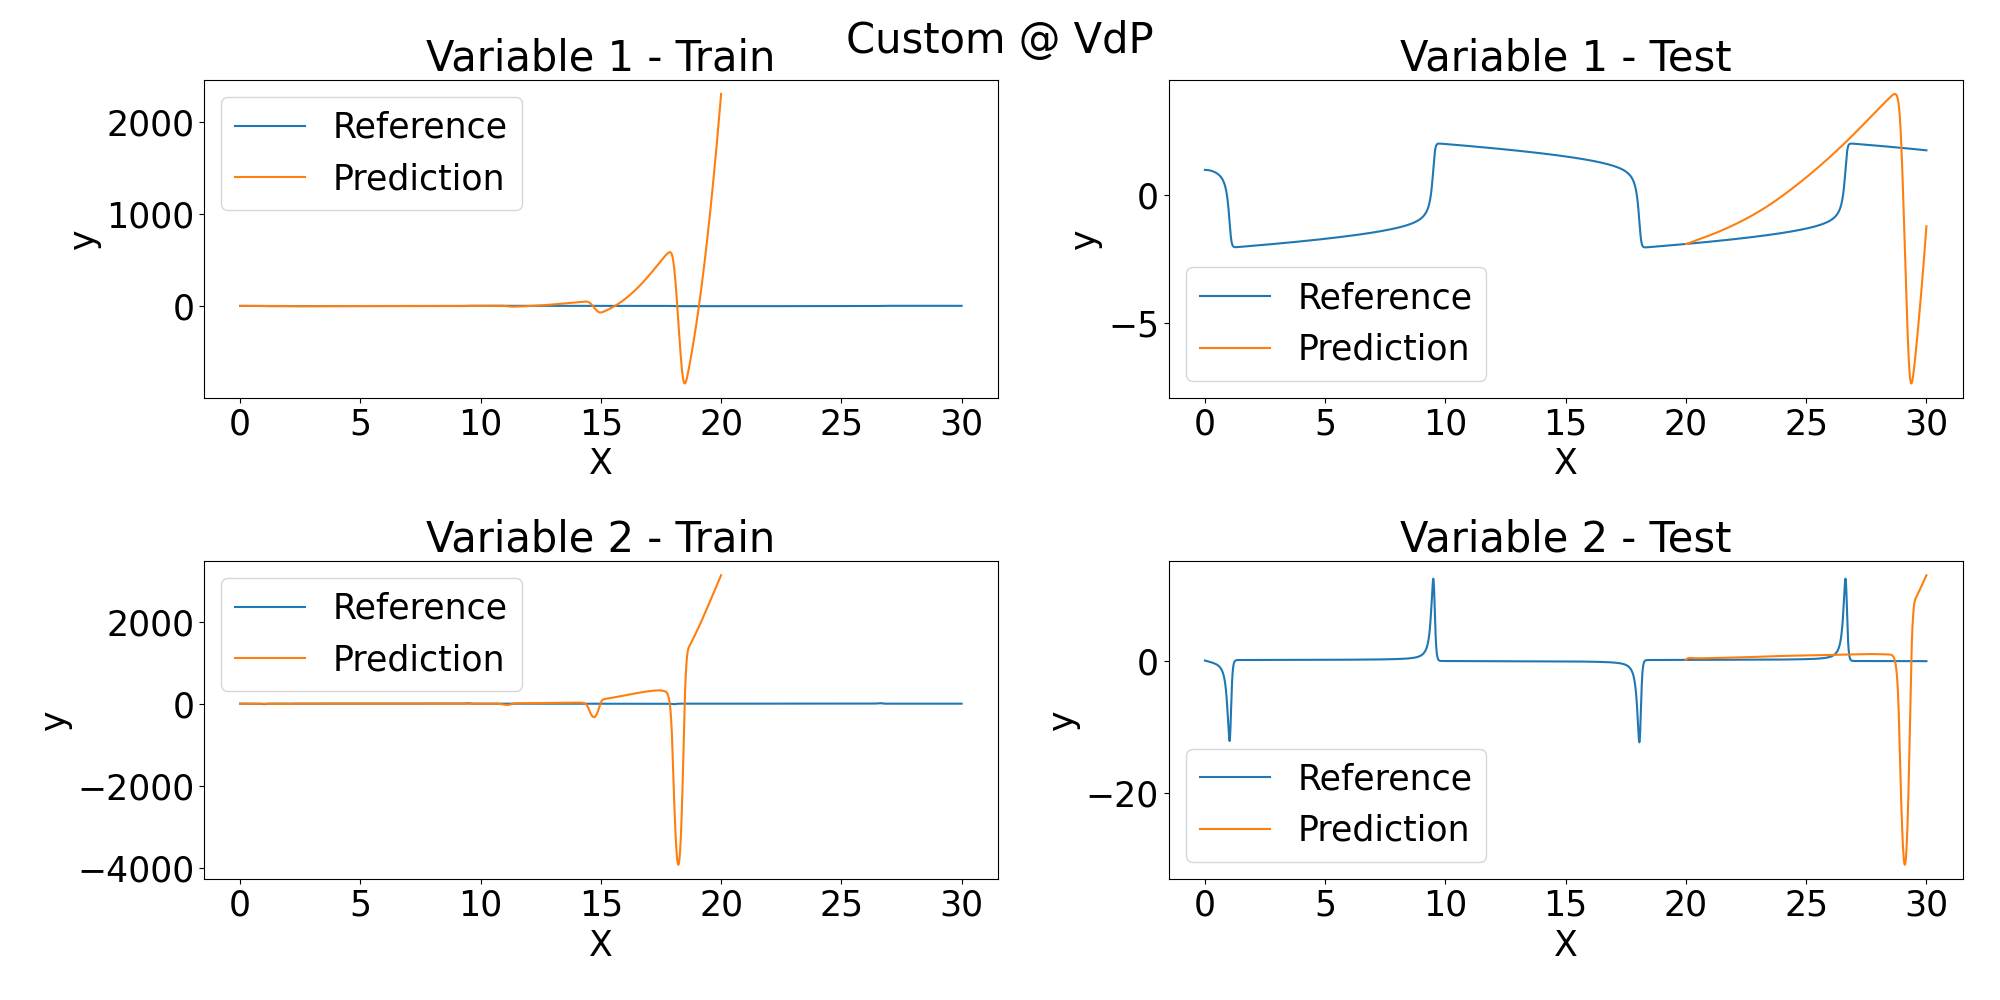 Custom @ VdP
Variable 1 - Train
2000
1000
0
y
Reference
Prediction
0 5 10 15 20 25 30
X
Variable 1 - Test
0
−5
y
Reference
Prediction
0 5 10 15 20 25 30
X
Variable 2 - Train
2000
0
−2000
−4000
y
Reference
Prediction
0 5 10 15 20 25 30
X
Variable 2 - Test
0
−20
y
Reference
Prediction
0 5 10 15 20 25 30
X